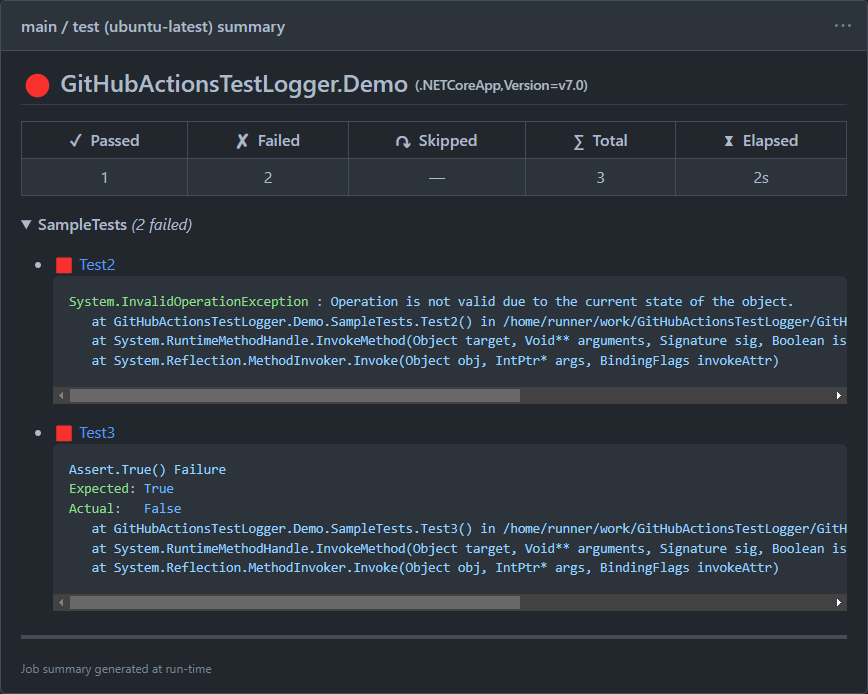 main / test (ubuntu-latest) summary
GitHubActionsTestLogger.Demo (.NETCoreApp,Version=v7.0)
✓ Passed ✗ Failed ↷ Skipped ∑ Total ⧗ Elapsed
1 2 — 3 2s
▼ SampleTests (2 failed)
• Test2
System.InvalidOperationException : Operation is not valid due to the current state of the object.
at GitHubActionsTestLogger.Demo.SampleTests.Test2() in /home/runner/work/GitHubActionsTestLogger/GitH
at System.RuntimeMethodHandle.InvokeMethod(Object target, Void** arguments, Signature sig, Boolean is
at System.Reflection.MethodInvoker.Invoke(Object obj, IntPtr* args, BindingFlags invokeAttr)
• Test3
Assert.True() Failure
Expected: True
Actual:   False
at GitHubActionsTestLogger.Demo.SampleTests.Test3() in /home/runner/work/GitHubActionsTestLogger/GitH
at System.RuntimeMethodHandle.InvokeMethod(Object target, Void** arguments, Signature sig, Boolean is
at System.Reflection.MethodInvoker.Invoke(Object obj, IntPtr* args, BindingFlags invokeAttr)
Job summary generated at run-time